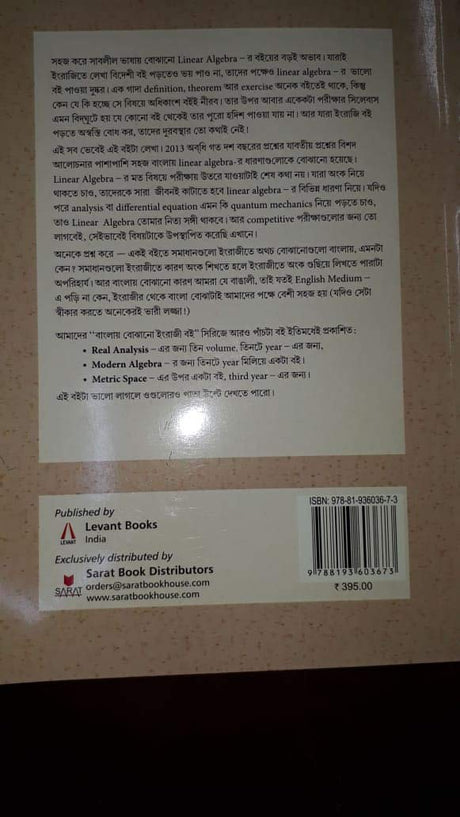 সহজ করে সাবলীল ভাষায় বোঝানো Linear Algebra – র বইয়ের বড়ই অভাব। যারাই
ইংরাজিতে লেখা বিদেশী বই পড়তেও ভয় পাও না, তাদের পক্ষেও linear algebra – র ভালো
বই পাওয়া দুষ্কর। এক গাদা definition, theorem আর exercise অনেক বইতেই থাকে, কিন্তু
কেন যে কি হচ্ছে সে বিষয়ে অধিকাংশ বইই নীরব। তার উপর আবার একেকটা পরীক্ষার সিলেবাস
এমন বিদঘুটে হয় যে কোনো বই থেকেই তার পুরো হদিশ পাওয়া যায় না। আর যারা ইংরাজি বই
পড়তে অস্বস্তি বোধ কর, তাদের দুরবস্থার তো কথাই নেই!
এই সব ভেবেই এই বইটা লেখা। 2013 অবধি গত দশ বছরের প্রশ্নের যাবতীয় প্রশ্নের বিশদ
আলোচনার পাশাপাশি সহজ বাংলায় linear algebra-র ধারণাগুলোকে বোঝানো হয়েছে।
Linear Algebra – র মত বিষয়ে পরীক্ষায় উতরে যাওয়াটাই শেষ কথা নয়। যারা অংক নিয়ে
থাকতে চাও, তাদেরকে সারা জীবনই কাটাতে হবে linear algebra – র বিভিন্ন ধারণা নিয়ে। যদিও
পরে analysis বা differential equation এমন কি quantum mechanics নিয়ে পড়তে চাও,
তাও Linear Algebra তোমার নিত্য সঙ্গী থাকবে। আর competitive পরীক্ষাগুলোর জন্য তো
লাগবেই, সেইভাবেই বিষয়টাকে উপস্থাপিত করেছি এখানে।
অনেকে প্রশ্ন করে — একই বইতে সমাধানগুলো ইংরাজীতে অথচ বোঝানোগুলো বাংলায়, এমনটা
কেন? সমাধানগুলো ইংরাজীতে কারণ অংক শিখতে হলে ইংরাজীতে অংক গুছিয়ে লিখতে পারাটা
অপরিহার্য। আর বাংলায় বোঝানো কারণ আমরা যে বাঙালী, তাই যতই English Medium –
এ পড়ি না কেন, ইংরাজীর থেকে বাংলা বোঝাটাই আমাদের পক্ষে বেশী সহজ হয় (যদিও সেটা
স্বীকার করতে অনেকেরই ভারী লজ্জা!)
আমাদের "বাংলায় বোঝানো ইংরাজী বই" সিরিজে আরও পাঁচটা বই ইতিমধ্যেই প্রকাশিত:
• Real Analysis – এর জন্য তিন volume, তিনটে year – এর জন্য,
• Modern Algebra – র জন্য তিনটে year মিলিয়ে একটা বই।
• Metric Space – এর উপর একটা বই, third year – এর জন্য।
এই বইটা ভালো লাগলে ওগুলোরও পাতা উল্টে দেখতে পারো।
Published by
LEVANT
Levant Books
India
Exclusively distributed by
SARAT
Sarat Book Distributors
orders@saratbookhouse.com
www.saratbookhouse.com
ISBN: 978-81-936036-7-3
9 788193 603673
₹ 395.00